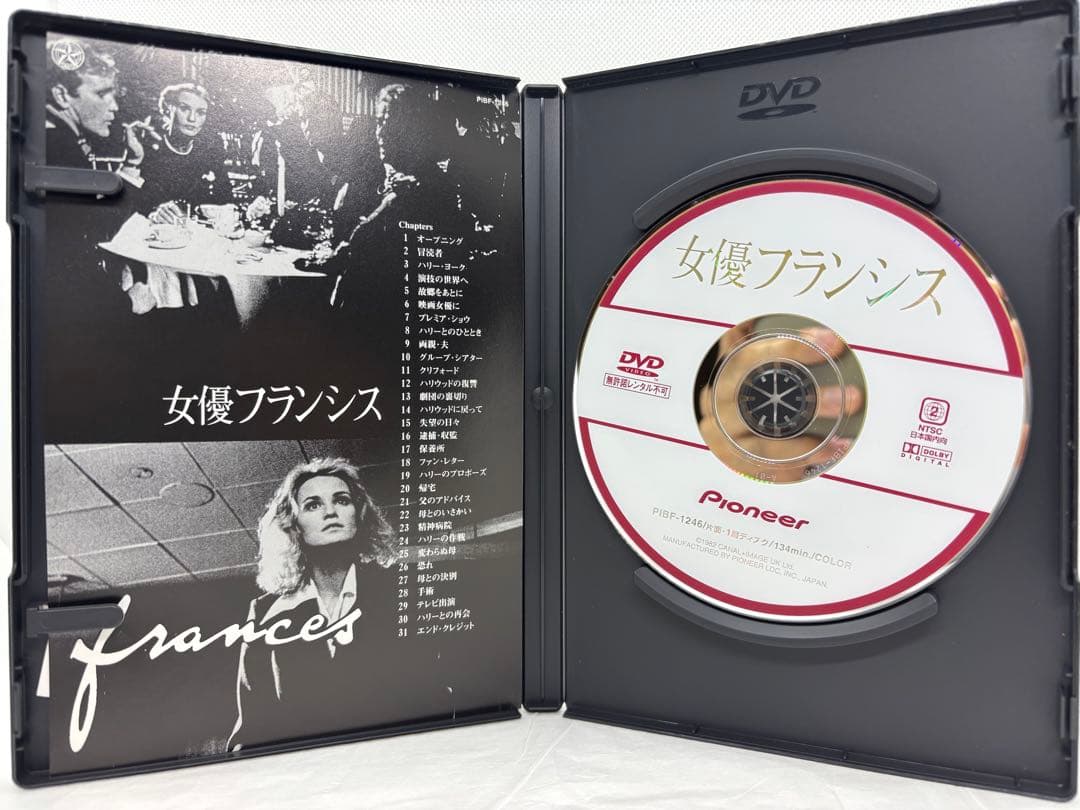 PIBF-1246
Chapters
1 オープニング
2 冒涜者
3 ハリー・ヨーク
4 演技の世界へ
5 故郷をあとに
6 映画女優に
7 プレミア・ショウ
8 ハリーとのひととき
9 両親・夫
10 グループ・シアター
11 クリフォード
12 ハリウッドの復讐
13 劇団の裏切り
14 ハリウッドに戻って
15 失望の日々
16 逮捕・収監
17 保養所
18 ファン・レター
19 ハリーのプロポーズ
20 帰宅
21 父のアドバイス
22 母とのいさかい
23 精神病院
24 ハリーの作戦
25 変わらぬ母
26 恐れ
27 母との決別
28 手術
29 テレビ出演
30 ハリーとの再会
31 エンド・クレジット
女優フランシス
frances
DVD
女優フランシス
DVD
VIDEO
無許諾レンタル不可
2
NTSC
日本国内向
DOLBY
DIGITAL
Pioneer
PIBF-1246/片面・1層ディスク/134min./COLOR
©1982 CANAL+IMAGE UK Ltd.
MANUFACTURED BY PIONEER LDC, INC., JAPAN.